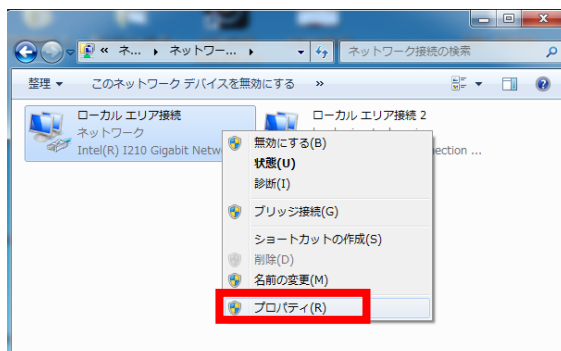 « ネ... ▸ ネットワー... ▸
ネットワーク接続の検索
整理 ▼ このネットワーク デバイスを無効にする »
ローカル エリア接続
ネットワーク
Intel(R) I210 Gigabit Netw
ローカル エリア接続 2
ection ...
無効にする(B)
状態(U)
診断(I)
ブリッジ接続(G)
ショートカットの作成(S)
削除(D)
名前の変更(M)
プロパティ(R)